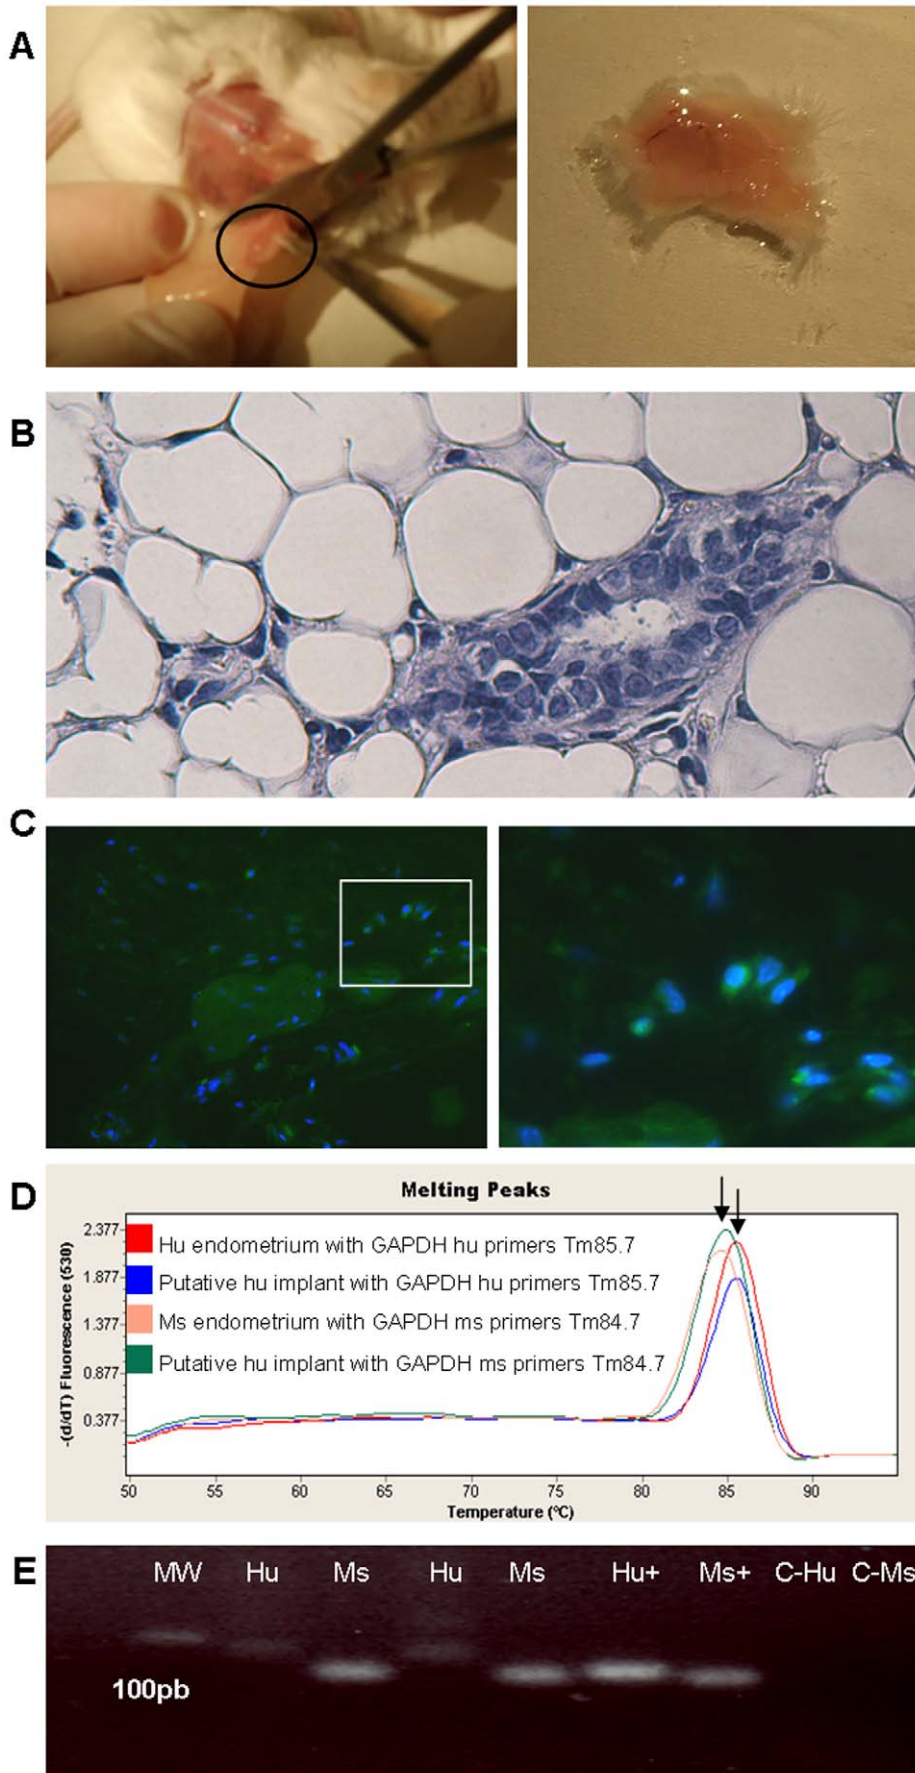 A
B
C
D
Melting Peaks
-(d/dT) Fluorescence (530)
2.377
1.877
1.377
0.877
0.377
Hu endometrium with GAPDH hu primers Tm85.7
Putative hu implant with GAPDH hu primers Tm85.7
Ms endometrium with GAPDH ms primers Tm84.7
Putative hu implant with GAPDH ms primers Tm84.7
50 55 60 65 70 75 80 85 90
Temperature (ºC)
E
MW Hu Ms Hu Ms Hu+ Ms+ C-Hu C-Ms
100pb